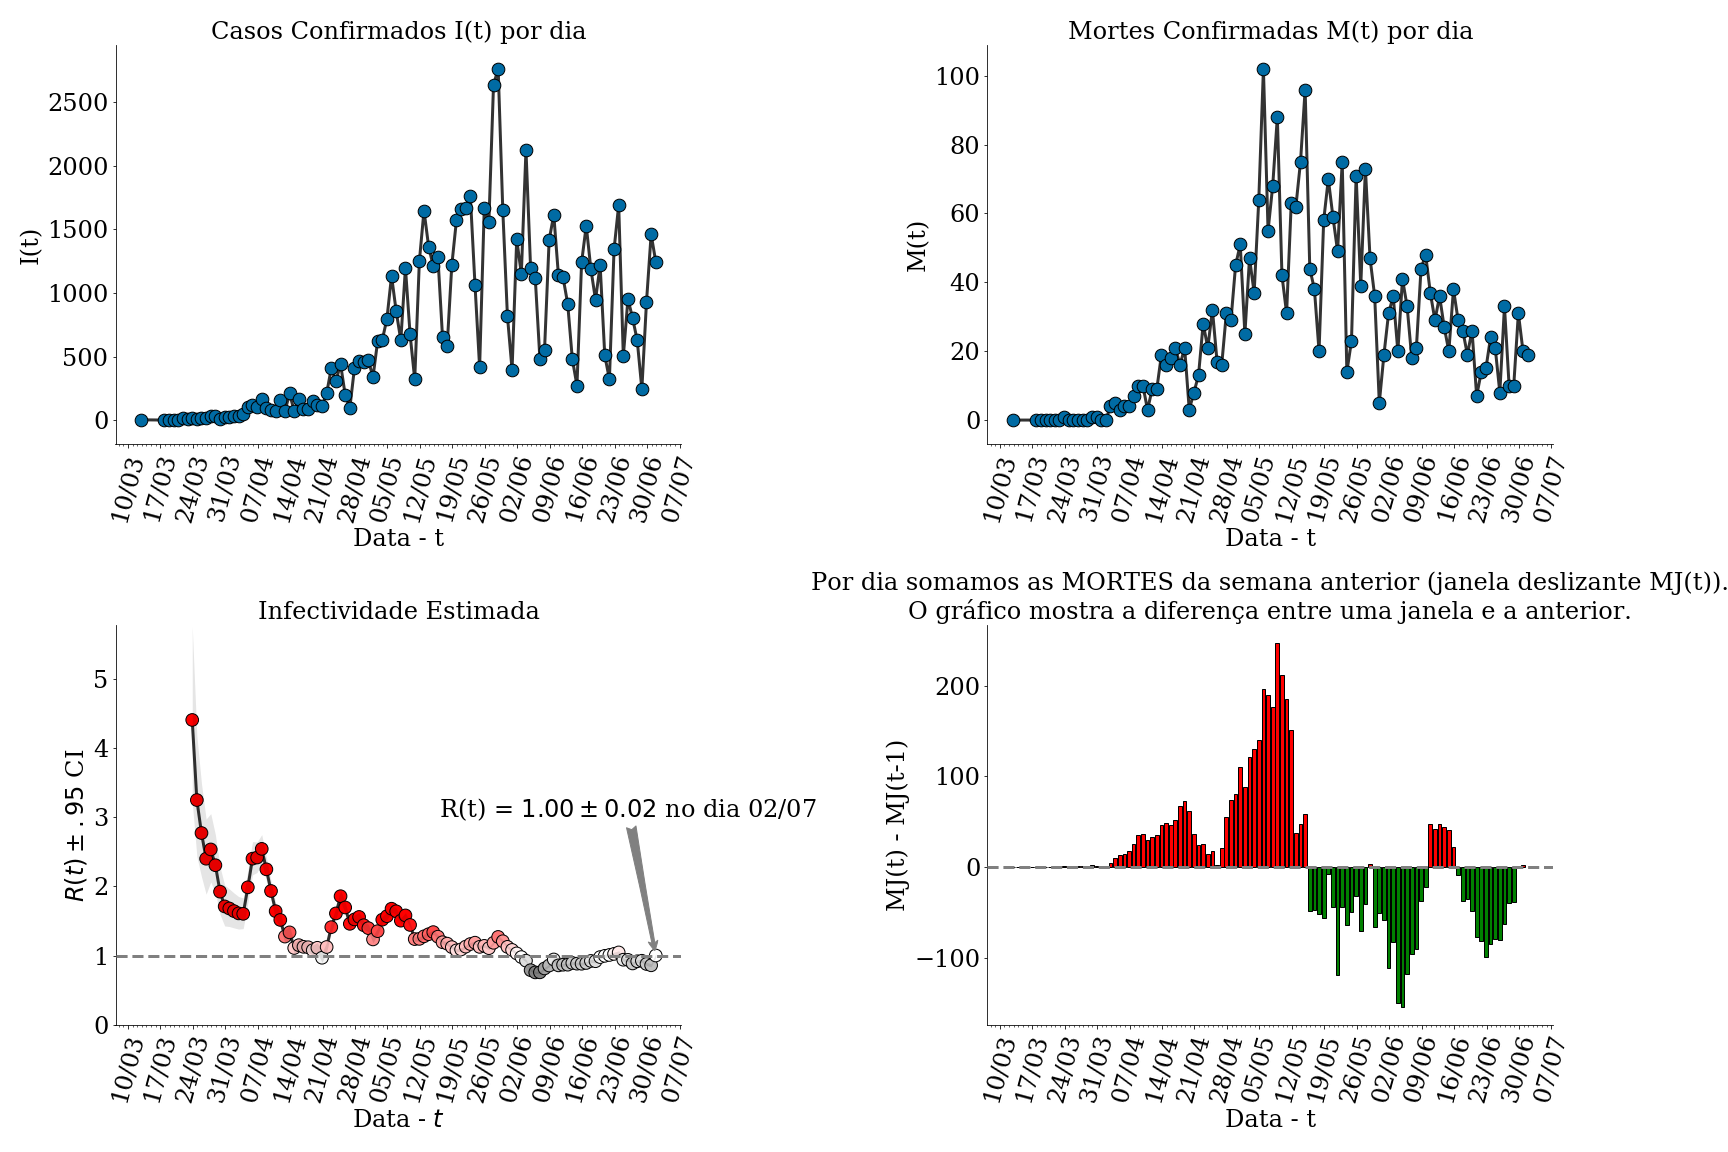 Casos Confirmados I(t) por dia
I(t)
2500
2000
1500
1000
500
0
10/03 17/03 24/03 31/03 07/04 14/04 21/04 28/04 05/05 12/05 19/05 26/05 02/06 09/06 16/06 23/06 30/06 07/07
Data - t
Mortes Confirmadas M(t) por dia
M(t)
100
80
60
40
20
0
10/03 17/03 24/03 31/03 07/04 14/04 21/04 28/04 05/05 12/05 19/05 26/05 02/06 09/06 16/06 23/06 30/06 07/07
Data - t
Infectividade Estimada
R(t) ± .95 CI
5
4
3
2
1
0
R(t) = 1.00 ± 0.02 no dia 02/07
10/03 17/03 24/03 31/03 07/04 14/04 21/04 28/04 05/05 12/05 19/05 26/05 02/06 09/06 16/06 23/06 30/06 07/07
Data - t
Por dia somamos as MORTES da semana anterior (janela deslizante MJ(t)).
O gráfico mostra a diferença entre uma janela e a anterior.
MJ(t) - MJ(t-1)
200
100
0
−100
10/03 17/03 24/03 31/03 07/04 14/04 21/04 28/04 05/05 12/05 19/05 26/05 02/06 09/06 16/06 23/06 30/06 07/07
Data - t